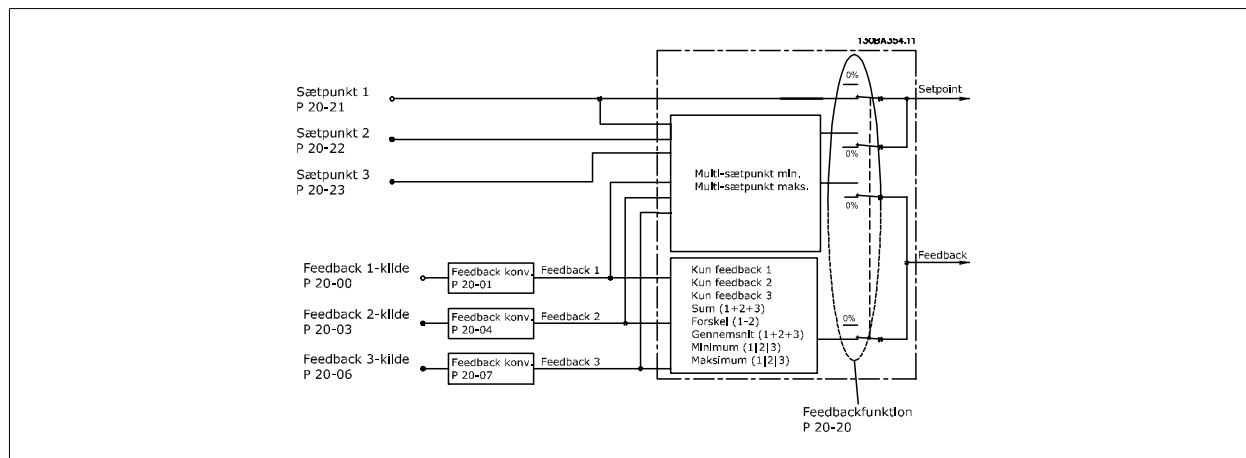 130BA354.11
Sætpunkt 1
P 20-21
Sætpunkt 2
P 20-22
Sætpunkt 3
P 20-23
Feedback 1-kilde
P 20-00
Feedback konv.
P 20-01
Feedback 1
Feedback 2-kilde
P 20-03
Feedback konv.
P 20-04
Feedback 2
Feedback 3-kilde
P 20-06
Feedback konv.
P 20-07
Feedback 3
Multi-sætpunkt min.
Multi-sætpunkt maks.
Kun feedback 1
Kun feedback 2
Kun feedback 3
Sum (1+2+3)
Forskel (1-2)
Gennemsnit (1+2+3)
Minimum (1|2|3)
Maksimum (1|2|3)
0%
0%
0%
0%
Setpoint
Feedback
Feedbackfunktion
P 20-20